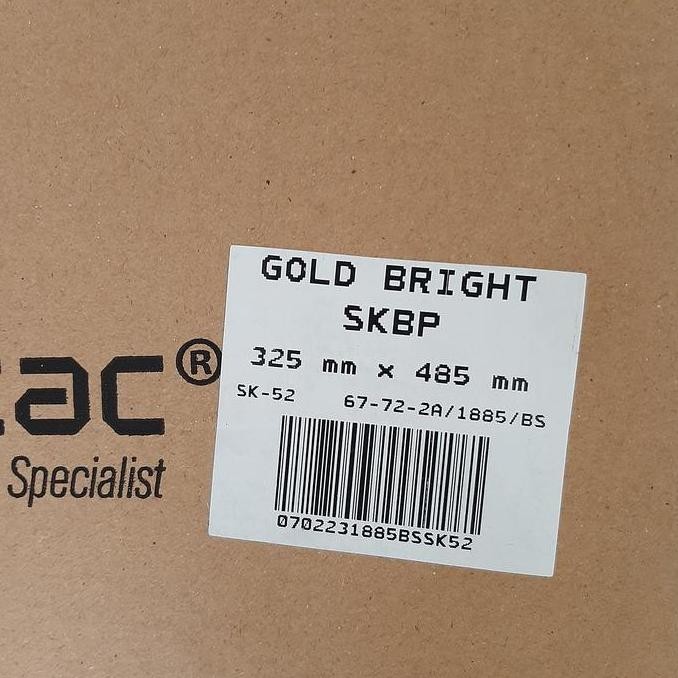 GOLD BRIGHT
SKBP
325 mm x 485 mm
SK-52 67-72-2A/1885/BS
0702231885BSSK52
ac®
Specialist